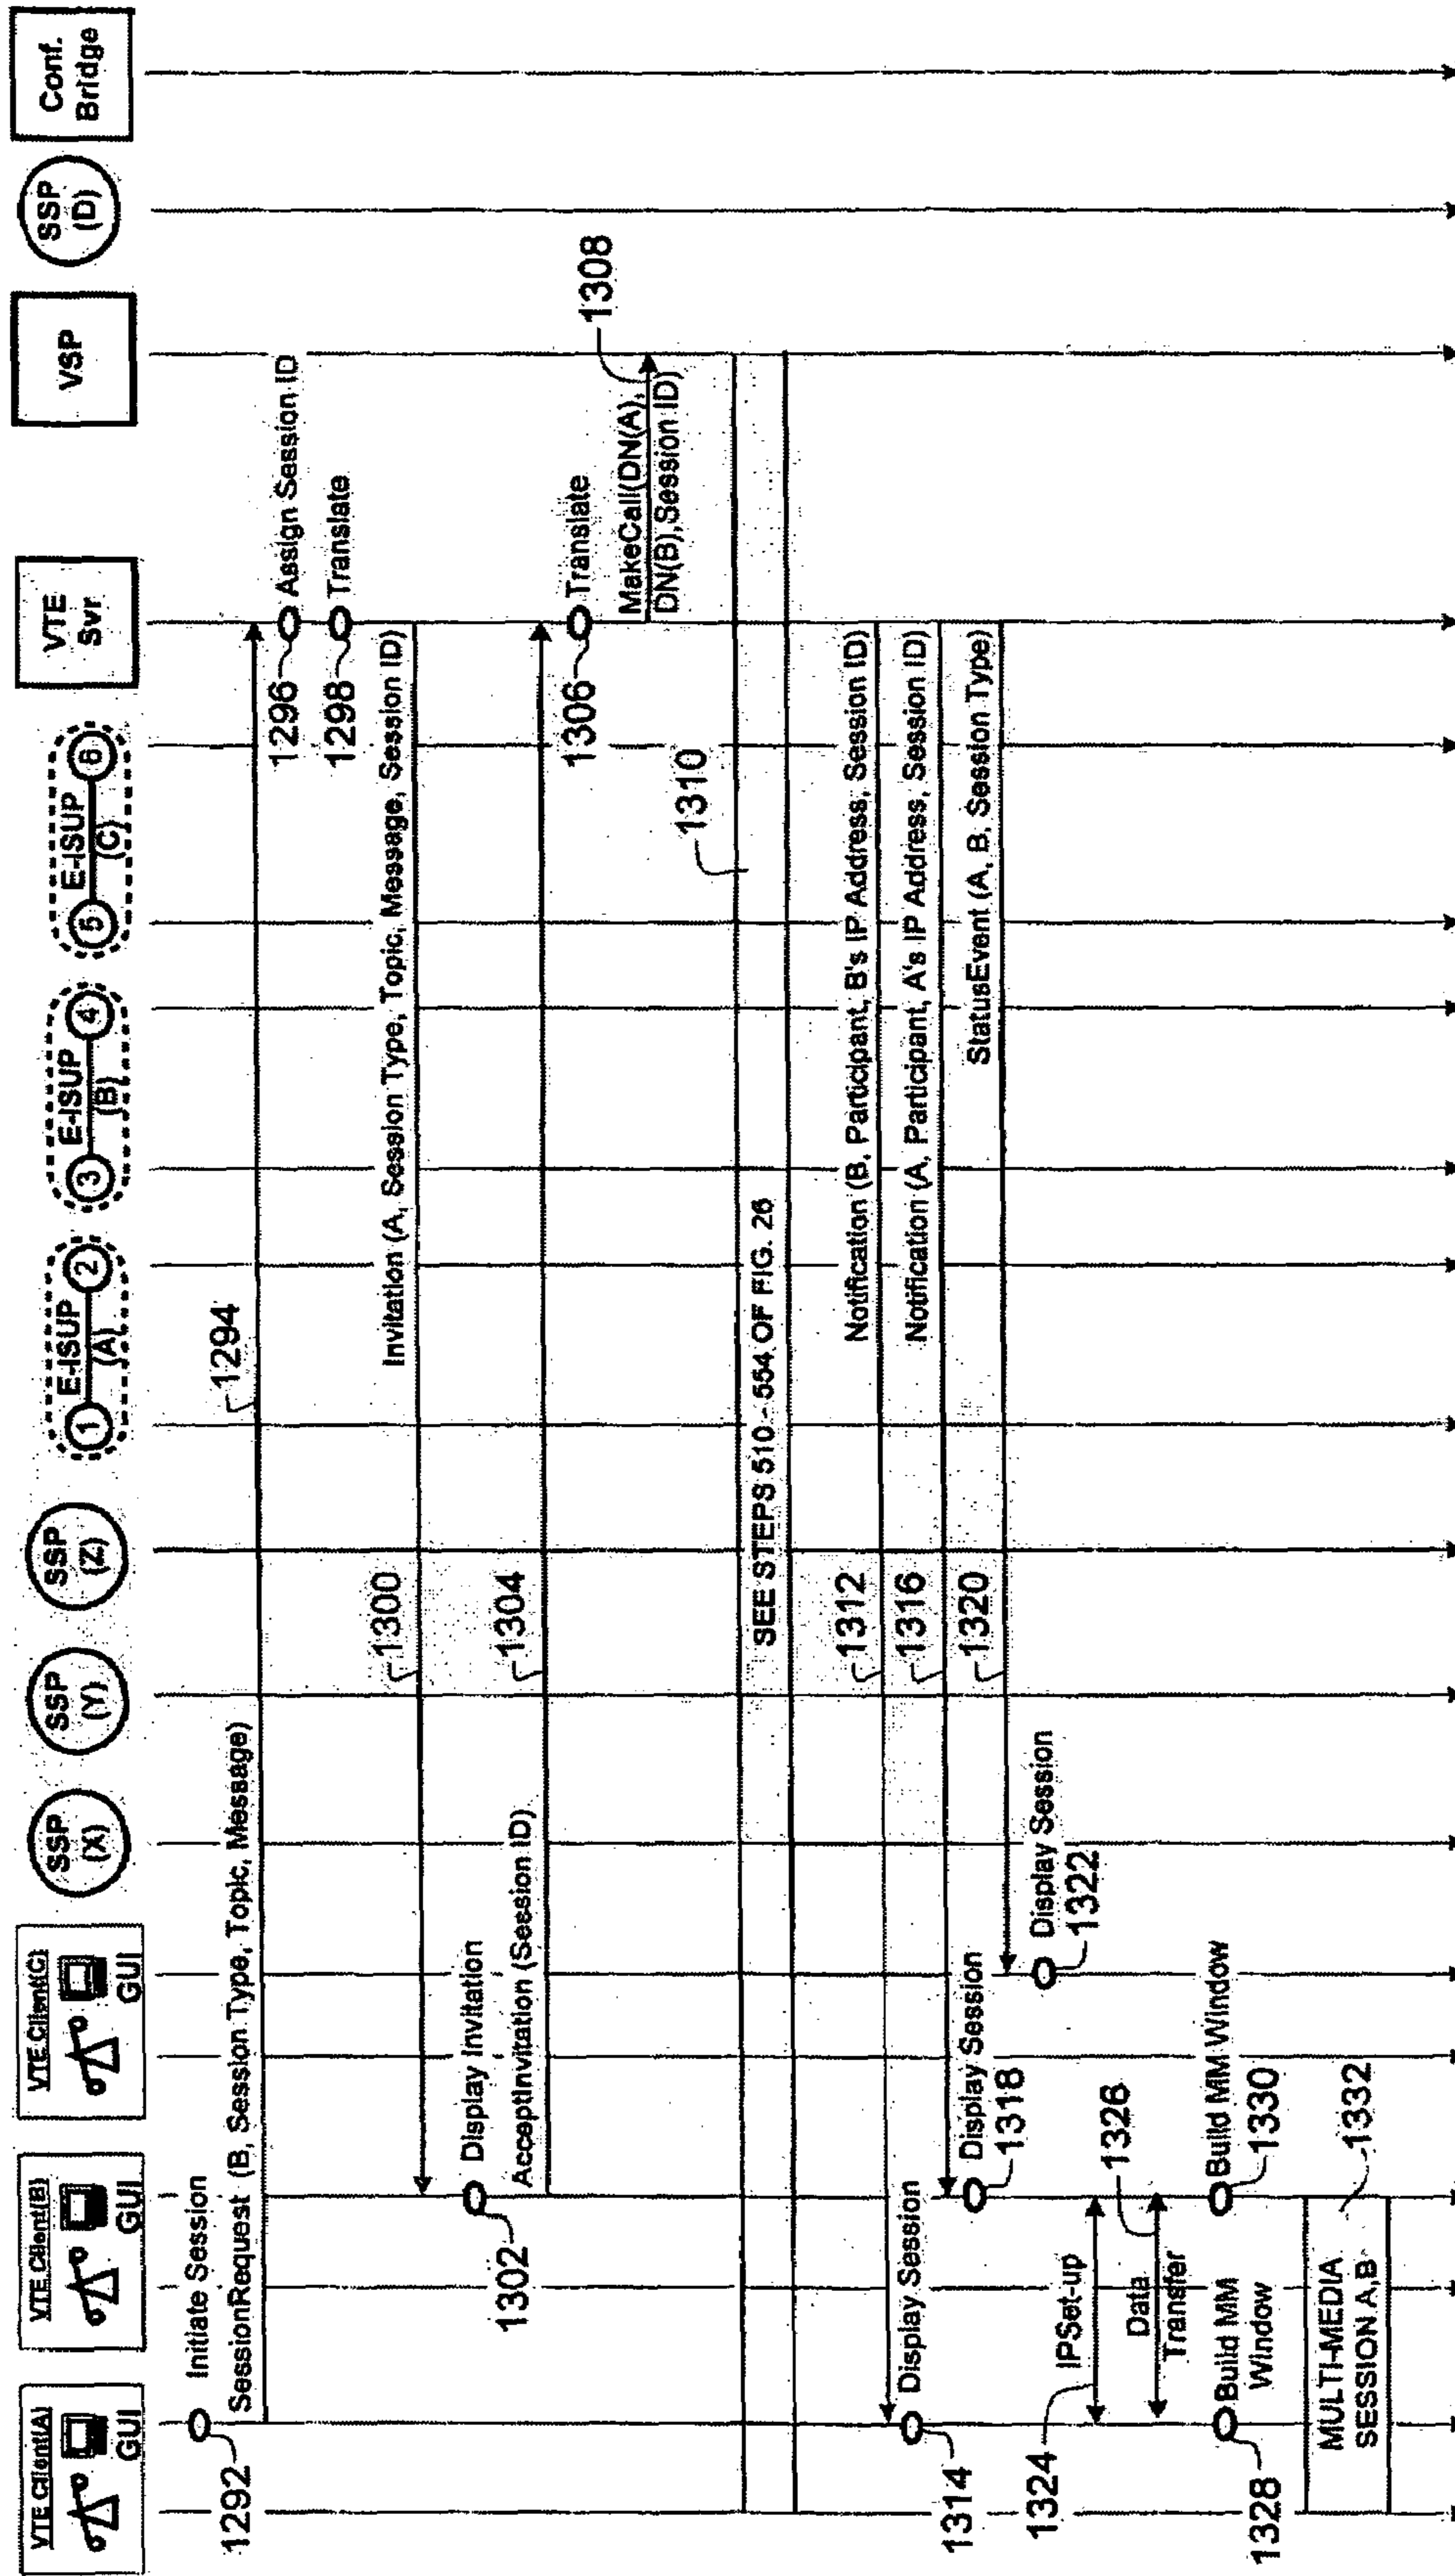 VTE Client(A)
GUI
VTE Client(B)
GUI
VTE Client(C)
GUI
SSP
(X)
SSP
(Y)
SSP
(Z)
E-ISUP
1
2
(A)
E-ISUP
3
4
(B)
E-ISUP
5
6
(C)
VTE
Svr
VSP
SSP
(D)
Conf.
Bridge
1292
Initiate Session
SessionRequest (B, Session Type, Topic, Message)
1294
1296
Assign Session ID
1298
Translate
Invitation (A, Session Type, Topic, Message, Session ID)
1300
Display Invitation
1302
AcceptInvitation (Session ID)
1304
1306
Translate
MakeCall(DN(A),
DN(B),Session ID)
1308
1310
SEE STEPS 510 - 554 OF FIG. 26
Notification (B, Participant, B's IP Address, Session ID)
1312
Display Session
1314
Notification (A, Participant, A's IP Address, Session ID)
1316
Display Session
1318
StatusEvent (A, B, Session Type)
1320
Display Session
1322
IPSet-up
1324
Data
Transfer
1326
Build MM
Window
1328
Build MM Window
1330
MULTI-MEDIA
SESSION A,B
1332